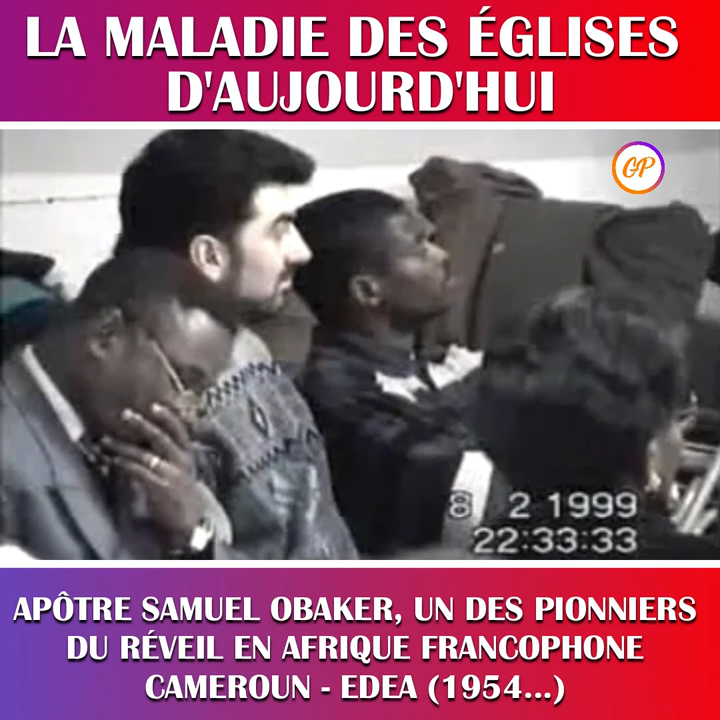 LA MALADIE DES ÉGLISES
D'AUJOURD'HUI
GP
8 2 1999
22:33:33
APÔTRE SAMUEL OBAKER, UN DES PIONNIERS
DU RÉVEIL EN AFRIQUE FRANCOPHONE
CAMEROUN - EDEA (1954...)